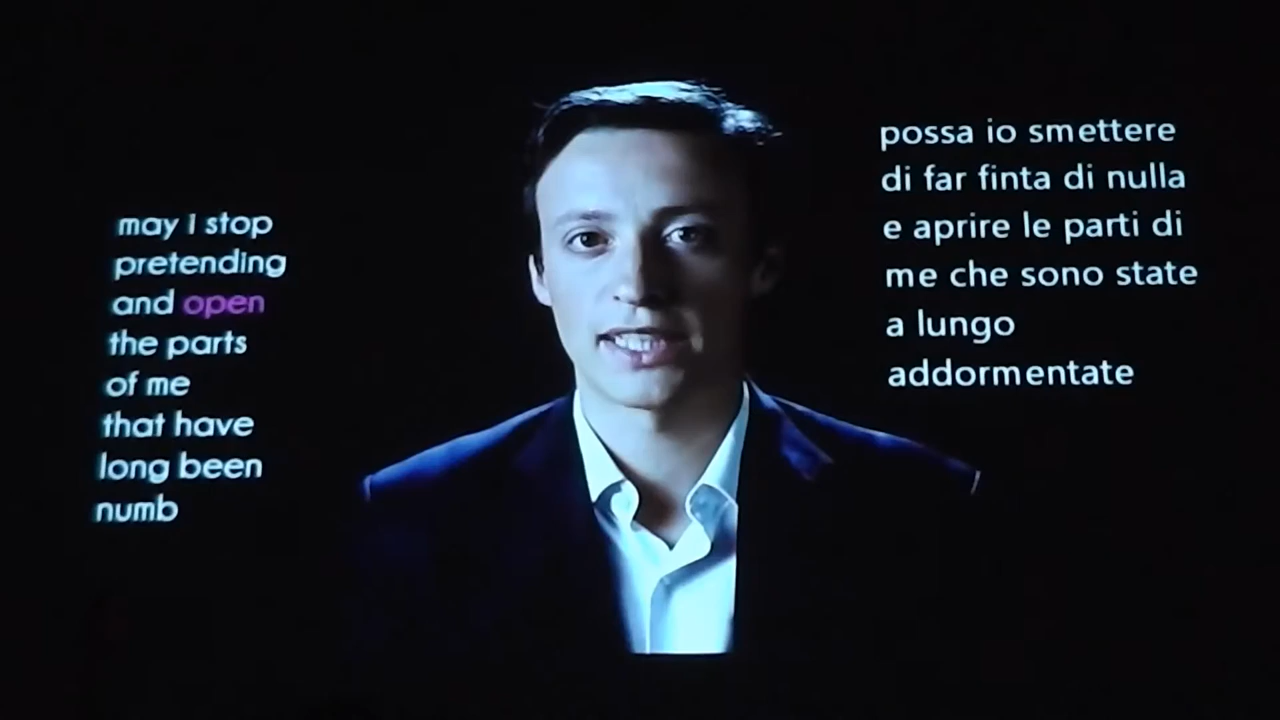 may I stop
pretending
and open
the parts
of me
that have
long been
numb
possa io smettere
di far finta di nulla
e aprire le parti di
me che sono state
a lungo
addormentate